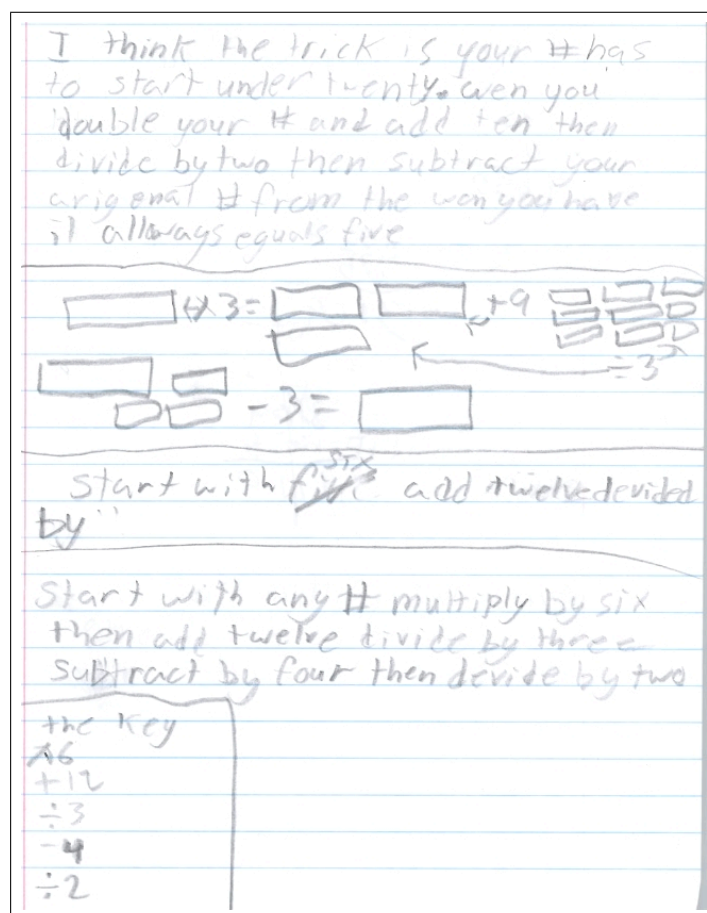 I think the trick is your # has
to start under twenty. wen you
double your # and add ten then
divide by two then subtract your
arigenal # from the won you have
it allways equals five
x 3 = + 9
÷ 3
- 3 =
six
start with five add twelve devided
by
Start with any # multiply by six
then add twelve divide by three
subtract by four then devide by two
the key
x6
+12
÷3
-4
÷2